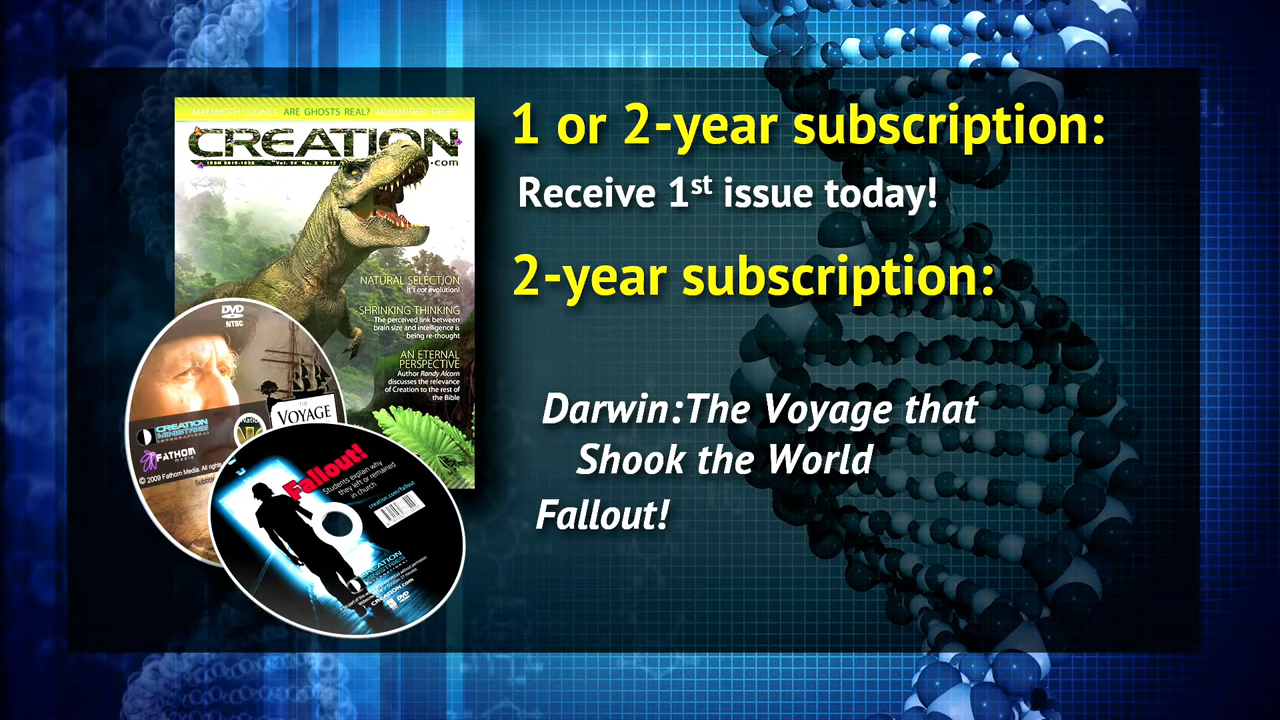 MAMMOTH CLONES ARE GHOSTS REAL? MUMMIFIED TREES
CREATION
.com
NATURAL SELECTION
It's not evolution!
SHRINKING THINKING
The perceived link between
brain size and intelligence is
being re-thought
AN ETERNAL
PERSPECTIVE
Author Randy Alcorn
discusses the relevance
of Creation to the rest of
the Bible
DVD
NTSC
CREATION
MINISTRIES
INTERNATIONAL
FATHOM
media
© 2009 Fathom Media. All rights
THE
VOYAGE
Fallout!
Students explain why
they left or remained
in church
creation.com/fallout
CREATION
MINISTRIES
CREATION.com
DVD
1 or 2-year subscription:
Receive 1st issue today!
2-year subscription:
Darwin:The Voyage that
Shook the World
Fallout!